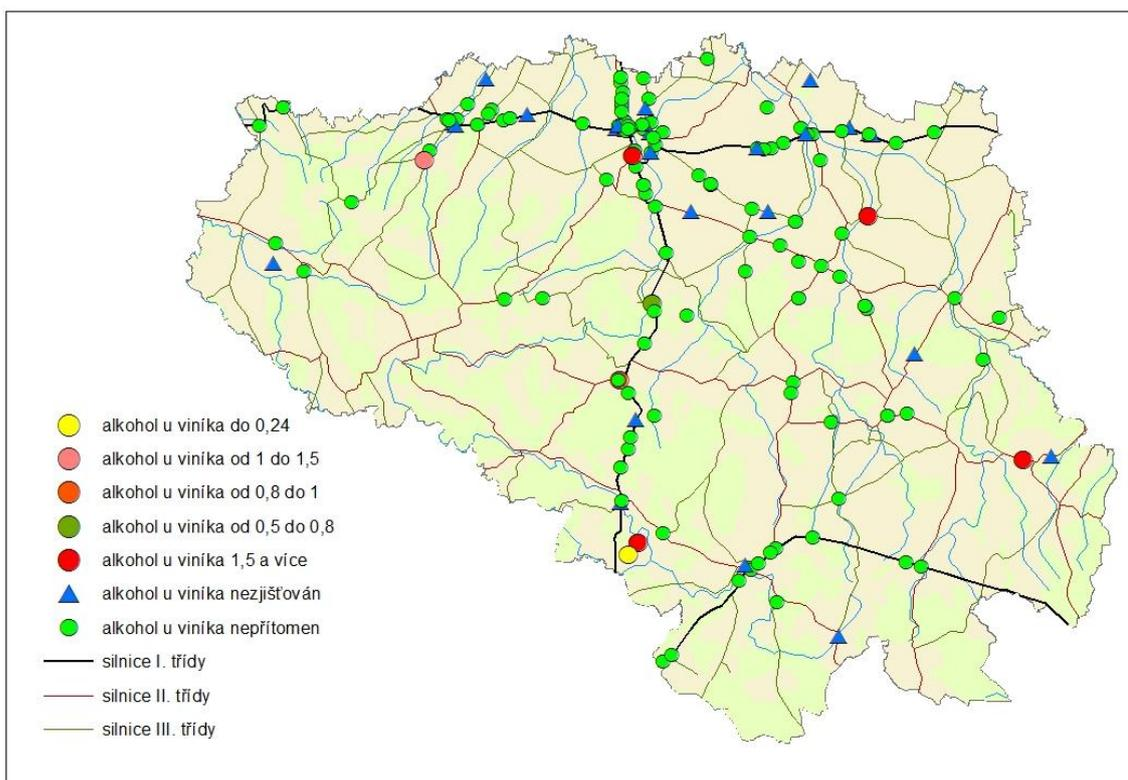 alkohol u viníka do 0,24
alkohol u viníka od 1 do 1,5
alkohol u viníka od 0,8 do 1
alkohol u viníka od 0,5 do 0,8
alkohol u viníka 1,5 a více
alkohol u viníka nezjišťován
alkohol u viníka nepřítomen
silnice I. třídy
silnice II. třídy
silnice III. třídy